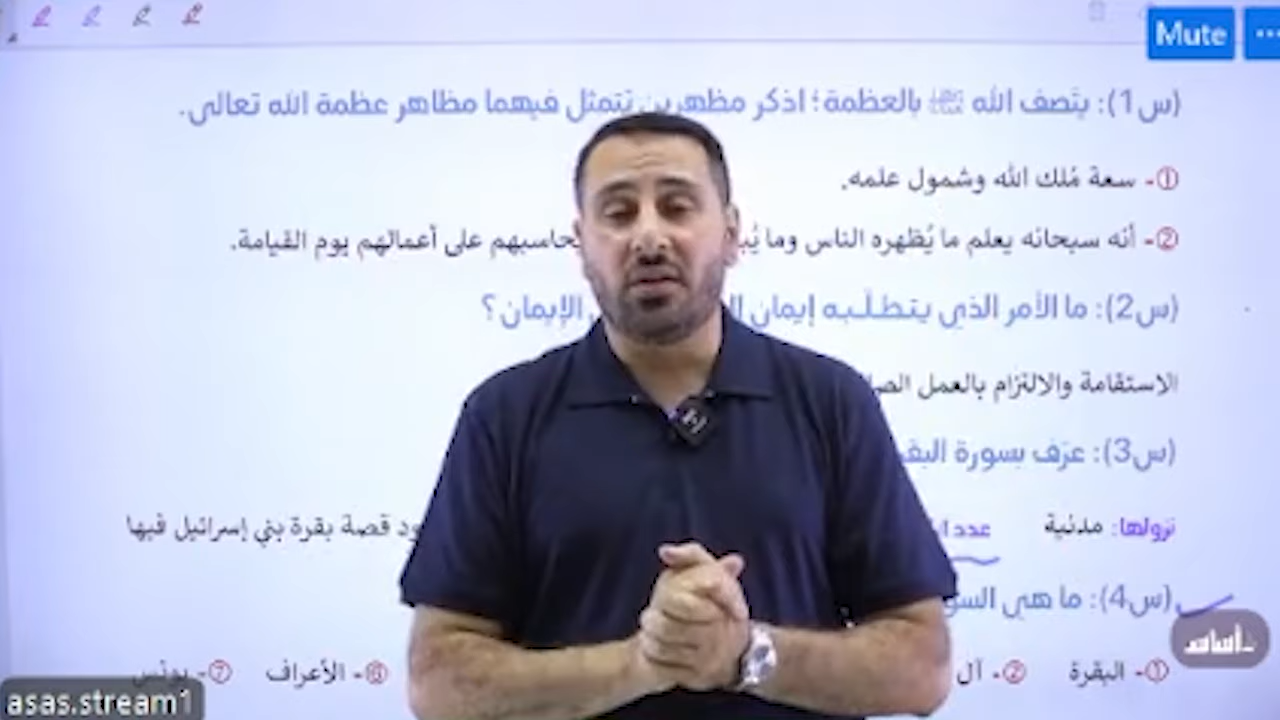 Mute
(س1): يتصف الله ﷻ بالعظمة؛ اذكر مظهرين تتمثل فيهما مظاهر عظمة الله تعالى.
①- سعة مُلك الله وشمول علمه.
②- أنه سبحانه يعلم ما يُظهره الناس وما حاسبهم على أعمالهم يوم القيامة.
(س2): ما الأمر الذي يتطلبه إيمان الإيمان؟
الاستقامة والالتزام بالعمل
(س3): عرّف بسورة
نزولها: مدنية قصة بقرة بني إسرائيل فيها
(س4): ما هي
①- البقرة ②- آل ⑥- الأعراف ⑦- يونس
أساس
asas.stream1